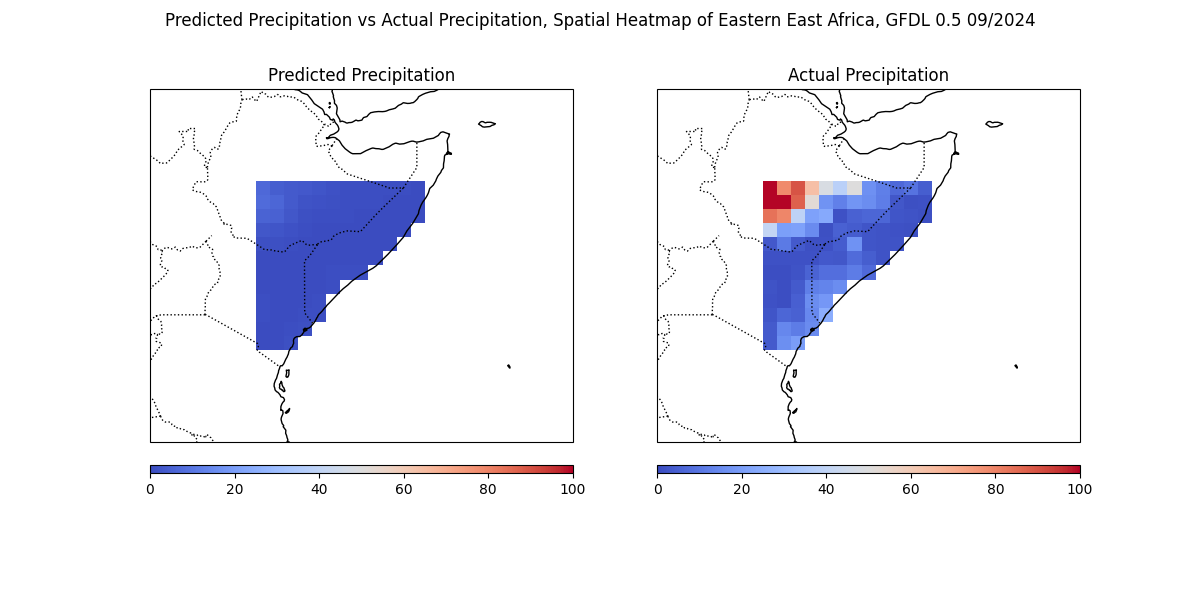 Predicted Precipitation vs Actual Precipitation, Spatial Heatmap of Eastern East Africa, GFDL 0.5 09/2024
Predicted Precipitation
Actual Precipitation
0 20 40 60 80 100
0 20 40 60 80 100